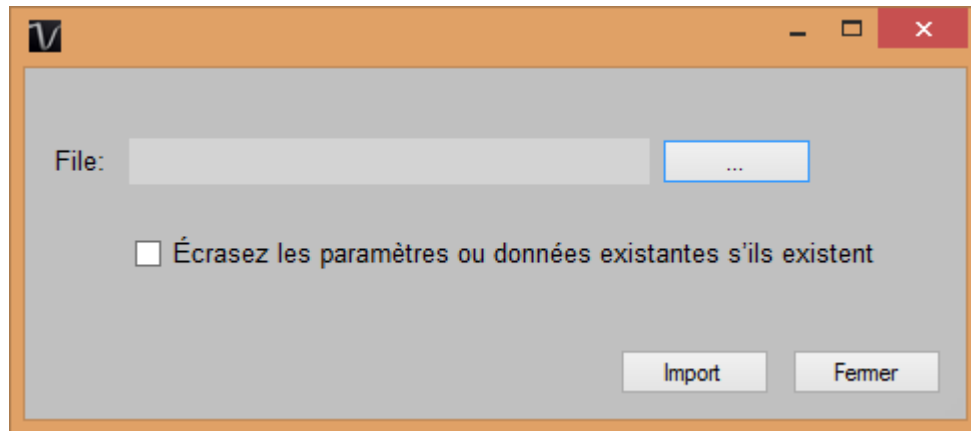 File:
...
Écrasez les paramètres ou données existantes s'ils existent
Import
Fermer